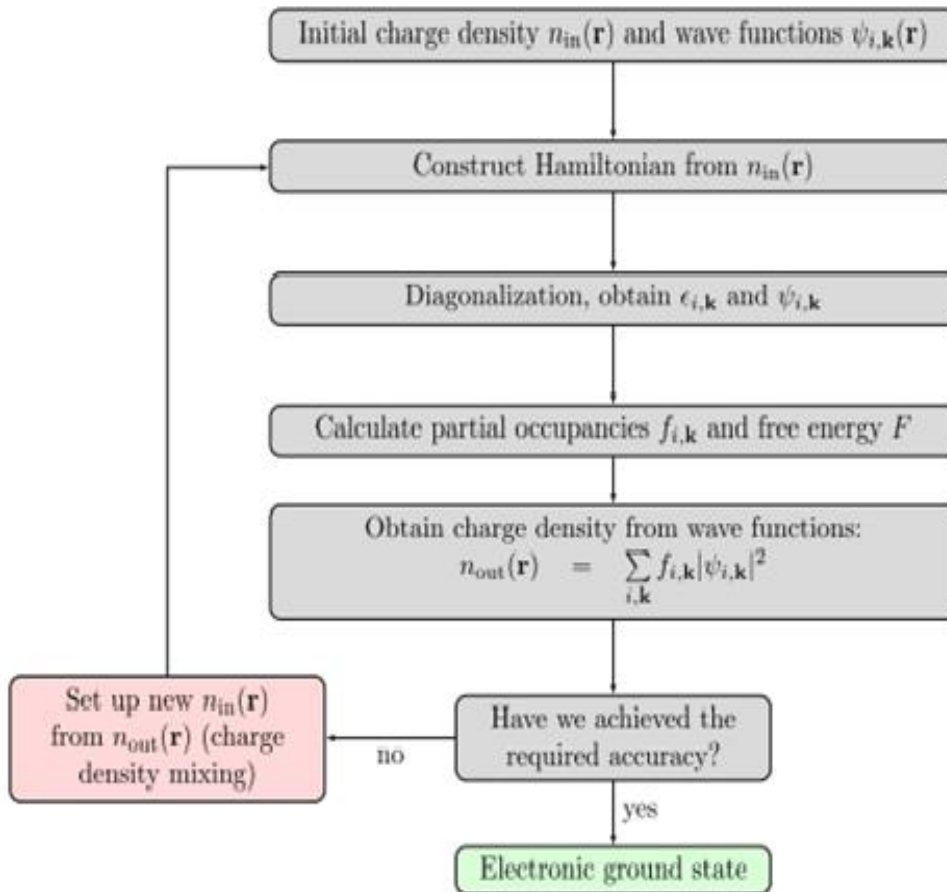 Initial charge density n_in(r) and wave functions ψ_i,k(r)
Construct Hamiltonian from n_in(r)
Diagonalization, obtain ϵ_i,k and ψ_i,k
Calculate partial occupancies f_i,k and free energy F
Obtain charge density from wave functions:
n_out(r) = ∑_i,k f_i,k|ψ_i,k|²
Set up new n_in(r)
from n_out(r) (charge
density mixing)
no
Have we achieved the
required accuracy?
yes
Electronic ground state